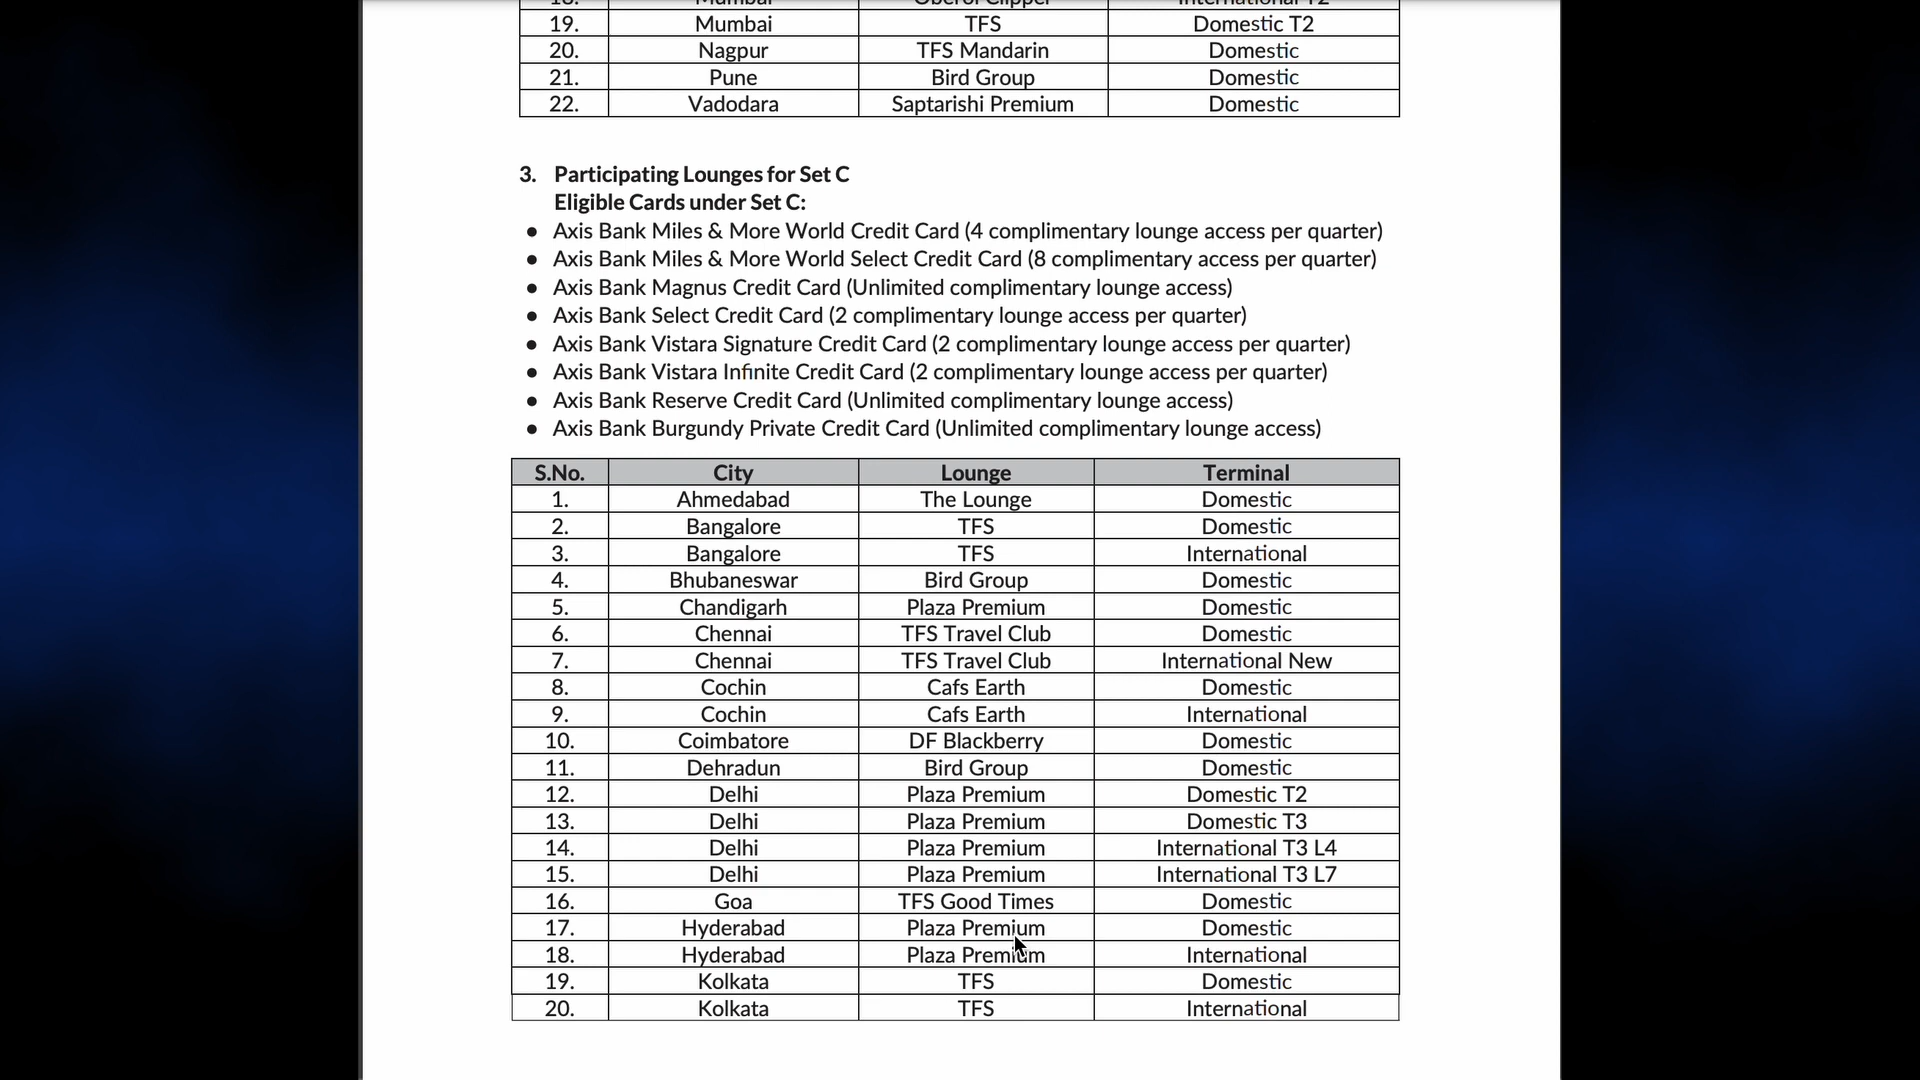 18. Mumbai Oberoi Clipper International T2
19. Mumbai TFS Domestic T2
20. Nagpur TFS Mandarin Domestic
21. Pune Bird Group Domestic
22. Vadodara Saptarishi Premium Domestic
3. Participating Lounges for Set C
Eligible Cards under Set C:
● Axis Bank Miles & More World Credit Card (4 complimentary lounge access per quarter)
● Axis Bank Miles & More World Select Credit Card (8 complimentary access per quarter)
● Axis Bank Magnus Credit Card (Unlimited complimentary lounge access)
● Axis Bank Select Credit Card (2 complimentary lounge access per quarter)
● Axis Bank Vistara Signature Credit Card (2 complimentary lounge access per quarter)
● Axis Bank Vistara Infinite Credit Card (2 complimentary lounge access per quarter)
● Axis Bank Reserve Credit Card (Unlimited complimentary lounge access)
● Axis Bank Burgundy Private Credit Card (Unlimited complimentary lounge access)
S.No. City Lounge Terminal
1. Ahmedabad The Lounge Domestic
2. Bangalore TFS Domestic
3. Bangalore TFS International
4. Bhubaneswar Bird Group Domestic
5. Chandigarh Plaza Premium Domestic
6. Chennai TFS Travel Club Domestic
7. Chennai TFS Travel Club International New
8. Cochin Cafs Earth Domestic
9. Cochin Cafs Earth International
10. Coimbatore DF Blackberry Domestic
11. Dehradun Bird Group Domestic
12. Delhi Plaza Premium Domestic T2
13. Delhi Plaza Premium Domestic T3
14. Delhi Plaza Premium International T3 L4
15. Delhi Plaza Premium International T3 L7
16. Goa TFS Good Times Domestic
17. Hyderabad Plaza Premium Domestic
18. Hyderabad Plaza Premium International
19. Kolkata TFS Domestic
20. Kolkata TFS International